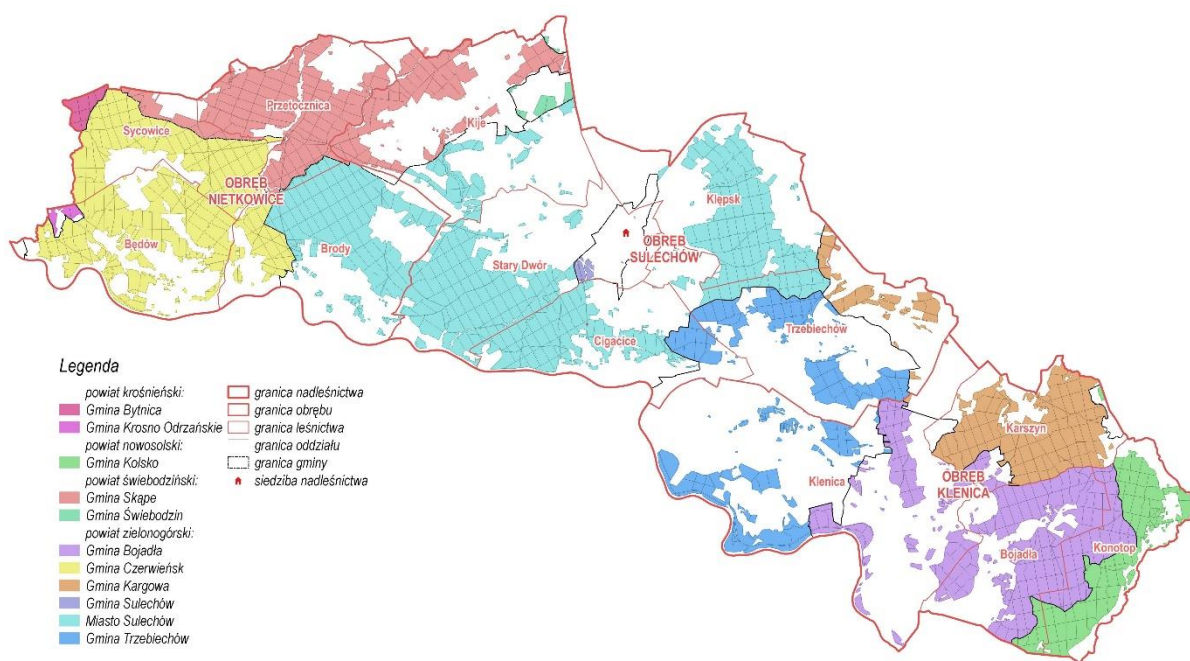 Przetocznica
Kije
Sycowice
OBRĘB
NIETKOWICE
Będów
Brody
Stary Dwór
Klępsk
OBRĘB
SULECHÓW
Cigacice
Trzebiechów
Klenica
Karszyn
OBRĘB
KLENICA
Bojadła
Konotop
Legenda
powiat krośnieński:
Gmina Bytnica
Gmina Krosno Odrzańskie
powiat nowosolski:
Gmina Kolsko
powiat świebodziński:
Gmina Skąpe
Gmina Świebodzin
powiat zielonogórski:
Gmina Bojadła
Gmina Czerwieńsk
Gmina Kargowa
Gmina Sulechów
Miasto Sulechów
Gmina Trzebiechów
granica nadleśnictwa
granica obrębu
granica leśnictwa
granica oddziału
granica gminy
siedziba nadleśnictwa